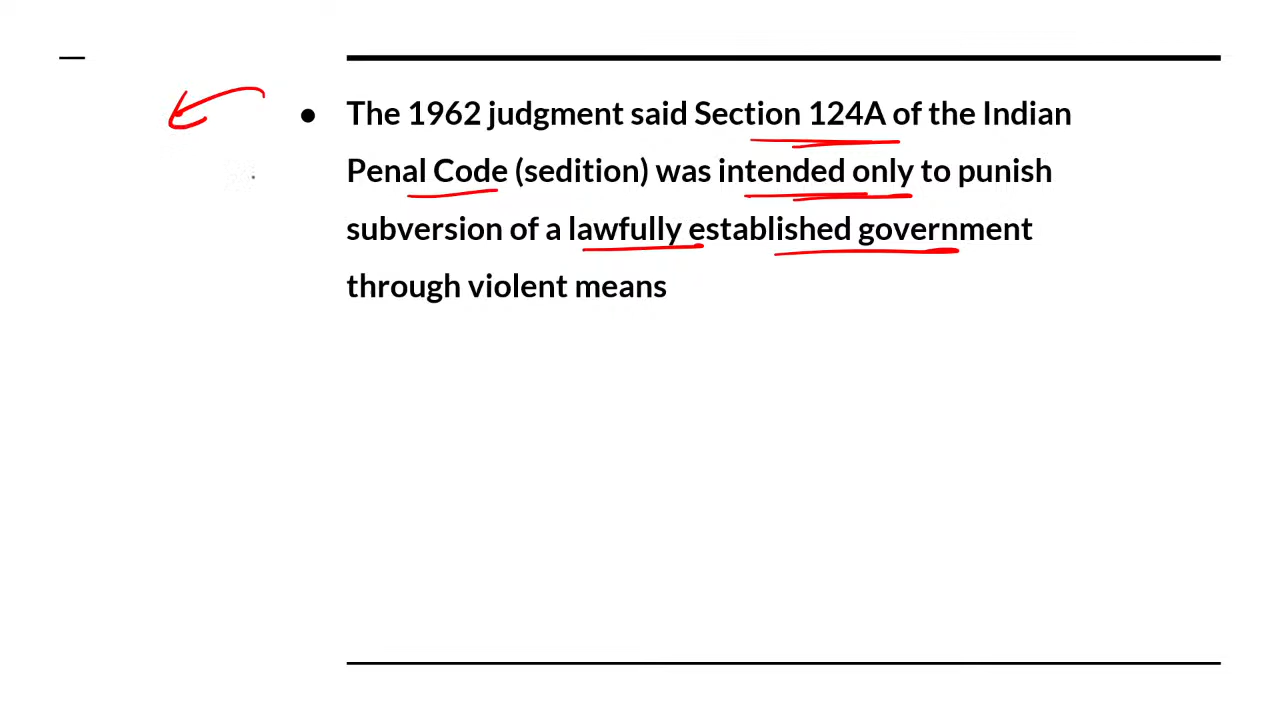 ● The 1962 judgment said Section 124A of the Indian
Penal Code (sedition) was intended only to punish
subversion of a lawfully established government
through violent means